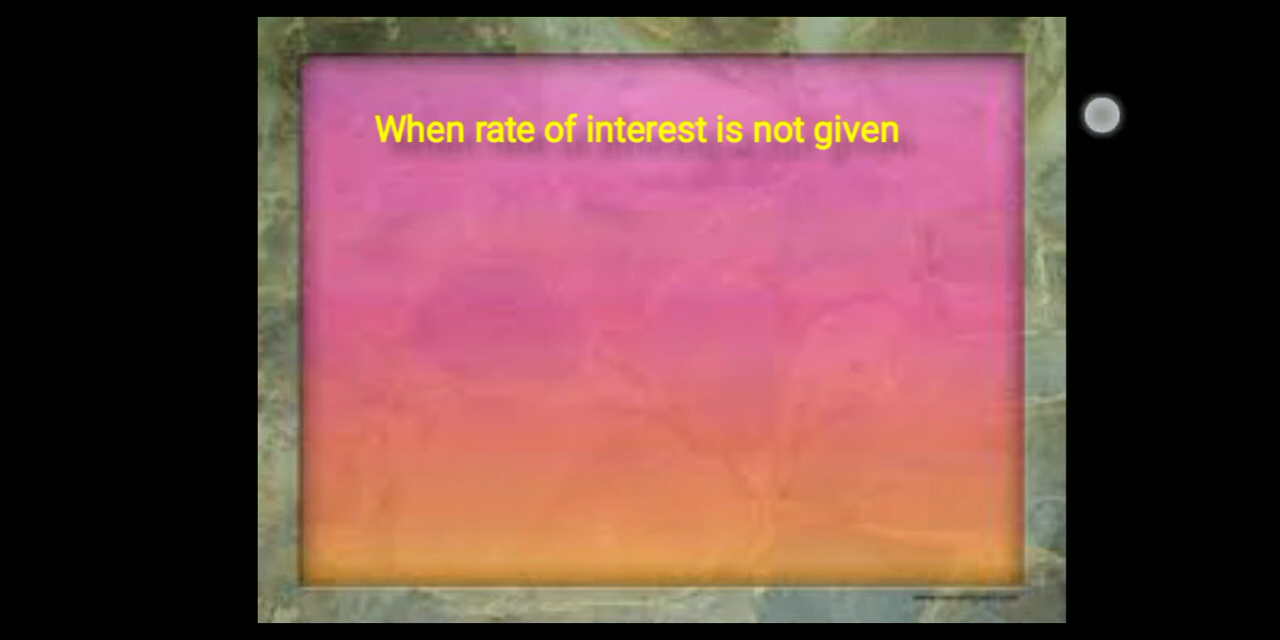 When rate of interest is not given